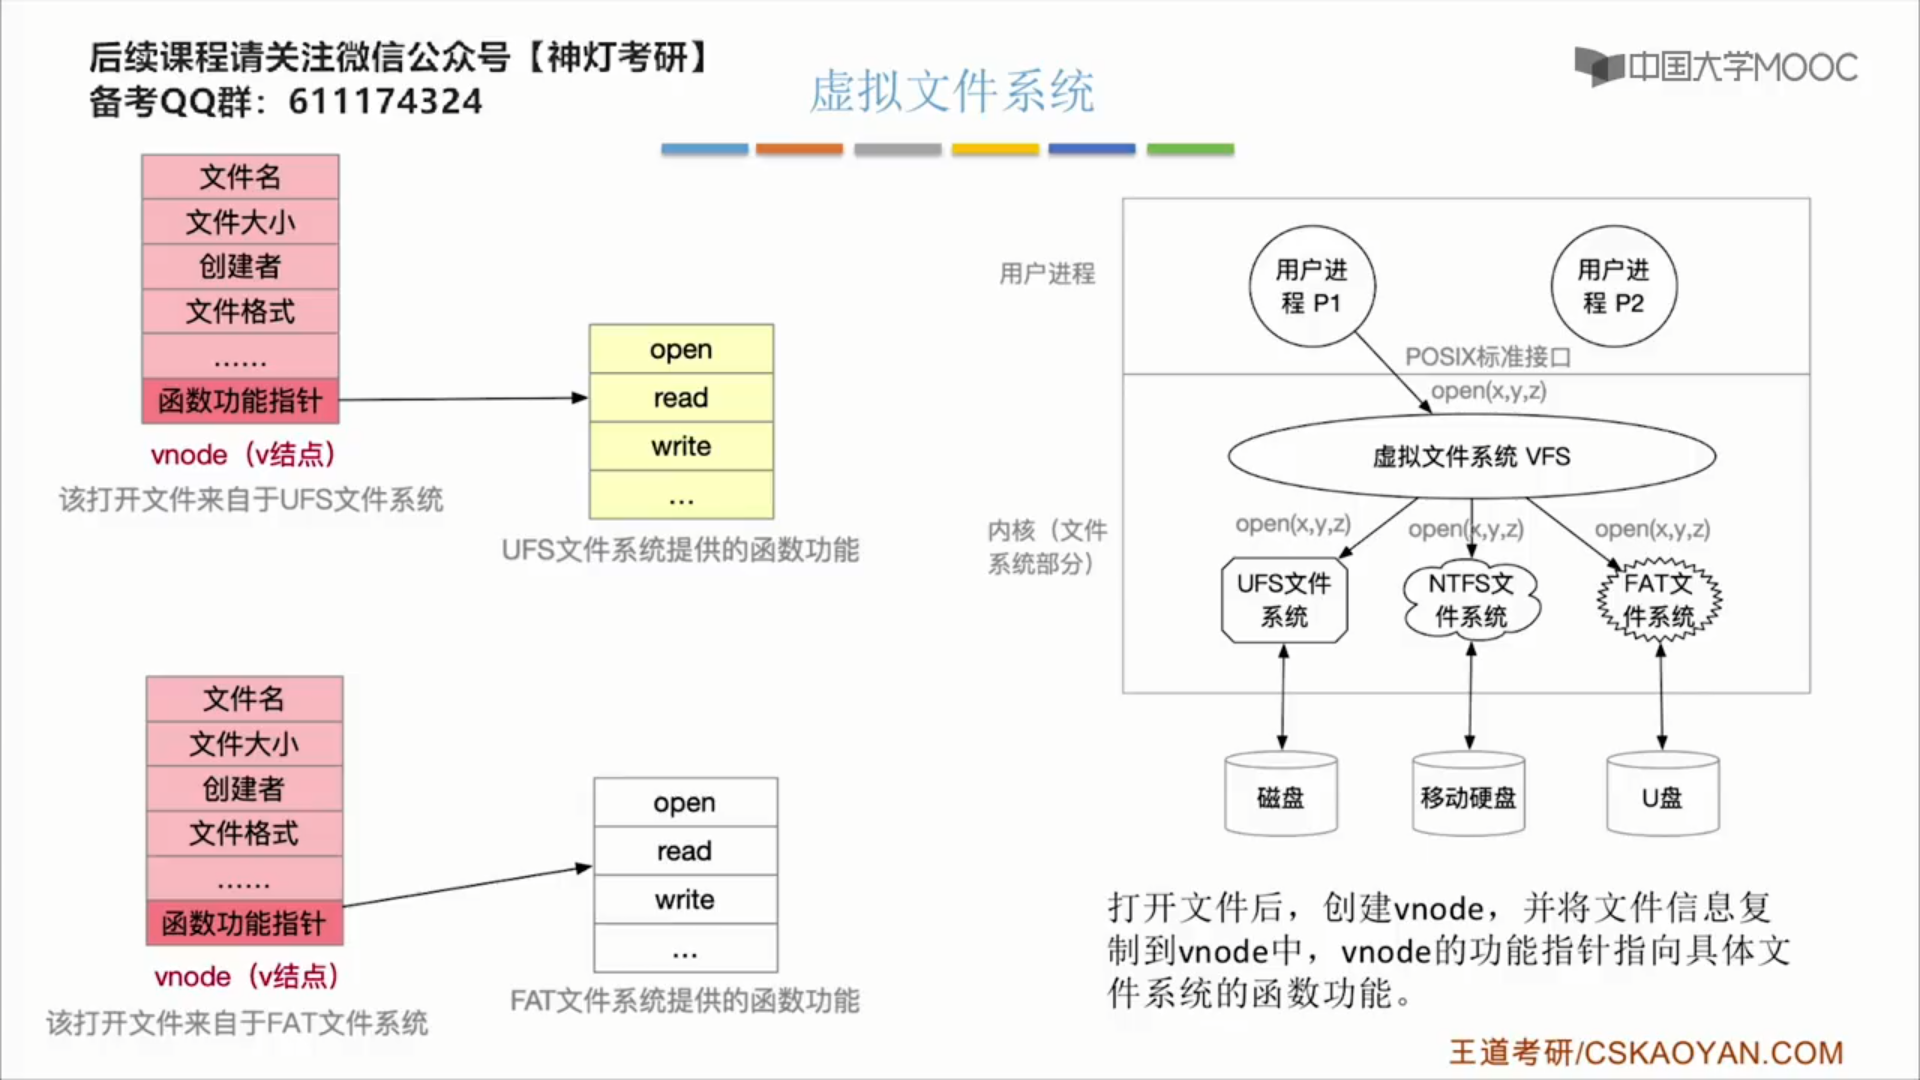 后续课程请关注微信公众号【神灯考研】
备考QQ群：611174324
虚拟文件系统
中国大学MOOC
文件名
文件大小
创建者
文件格式
……
函数功能指针
vnode（v结点）
该打开文件来自于UFS文件系统
open
read
write
...
UFS文件系统提供的函数功能
文件名
文件大小
创建者
文件格式
……
函数功能指针
vnode（v结点）
该打开文件来自于FAT文件系统
open
read
write
...
FAT文件系统提供的函数功能
用户进程
用户进
程 P1
用户进
程 P2
POSIX标准接口
open(x,y,z)
虚拟文件系统 VFS
内核（文件
系统部分）
open(x,y,z)
open(x,y,z)
open(x,y,z)
UFS文件
系统
NTFS文
件系统
FAT文
件系统
磁盘
移动硬盘
U盘
打开文件后，创建vnode，并将文件信息复
制到vnode中，vnode的功能指针指向具体文
件系统的函数功能。
王道考研/CSKAOYAN.COM